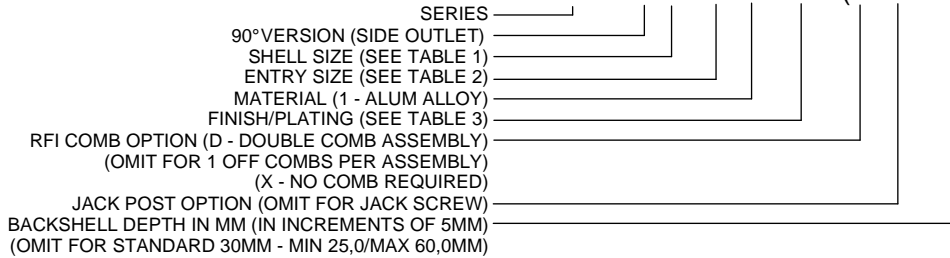 SERIES
90°VERSION (SIDE OUTLET)
SHELL SIZE (SEE TABLE 1)
ENTRY SIZE (SEE TABLE 2)
MATERIAL (1 - ALUM ALLOY)
FINISH/PLATING (SEE TABLE 3)
RFI COMB OPTION (D - DOUBLE COMB ASSEMBLY)
(OMIT FOR 1 OFF COMBS PER ASSEMBLY)
(X - NO COMB REQUIRED)
JACK POST OPTION (OMIT FOR JACK SCREW)
BACKSHELL DEPTH IN MM (IN INCREMENTS OF 5MM)
(OMIT FOR STANDARD 30MM - MIN 25,0/MAX 60,0MM)